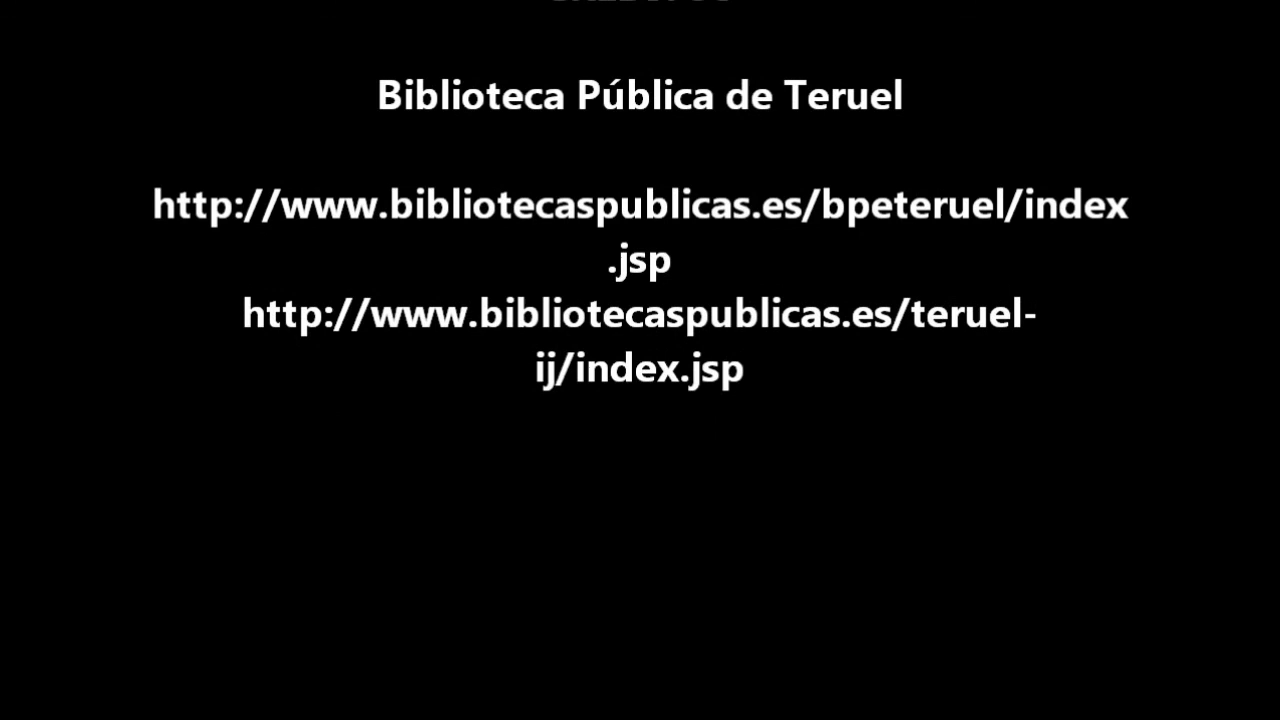 Biblioteca Pública de Teruel
http://www.bibliotecaspublicas.es/bpeteruel/index
.jsp
http://www.bibliotecaspublicas.es/teruel-
ij/index.jsp